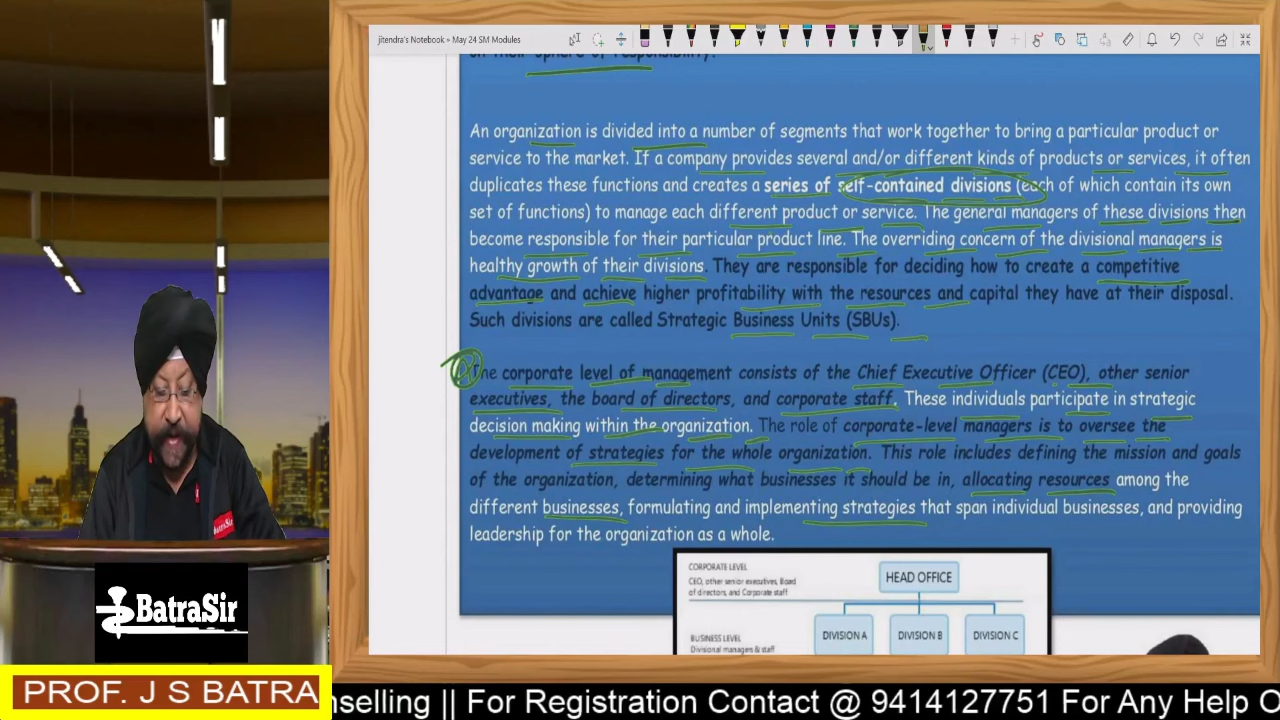 jitendra's Notebook » May 24 SM Modules
on their sphere of responsibility.
An organization is divided into a number of segments that work together to bring a particular product or
service to the market. If a company provides several and/or different kinds of products or services, it often
duplicates these functions and creates a series of self-contained divisions (each of which contain its own
set of functions) to manage each different product or service. The general managers of these divisions then
become responsible for their particular product line. The overriding concern of the divisional managers is
healthy growth of their divisions. They are responsible for deciding how to create a competitive
advantage and achieve higher profitability with the resources and capital they have at their disposal.
Such divisions are called Strategic Business Units (SBUs).
The corporate level of management consists of the Chief Executive Officer (CEO), other senior
executives, the board of directors, and corporate staff. These individuals participate in strategic
decision making within the organization. The role of corporate-level managers is to oversee the
development of strategies for the whole organization. This role includes defining the mission and goals
of the organization, determining what businesses it should be in, allocating resources among the
different businesses, formulating and implementing strategies that span individual businesses, and providing
leadership for the organization as a whole.
CORPORATE LEVEL
CEO, other senior executives, Board
of directors, and Corporate staff
HEAD OFFICE
BUSINESS LEVEL
Divisional managers & staff
DIVISION A
DIVISION B
DIVISION C
BatraSir
BatraSir
PROF. J S BATRA
nselling || For Registration Contact @ 9414127751 For Any Help